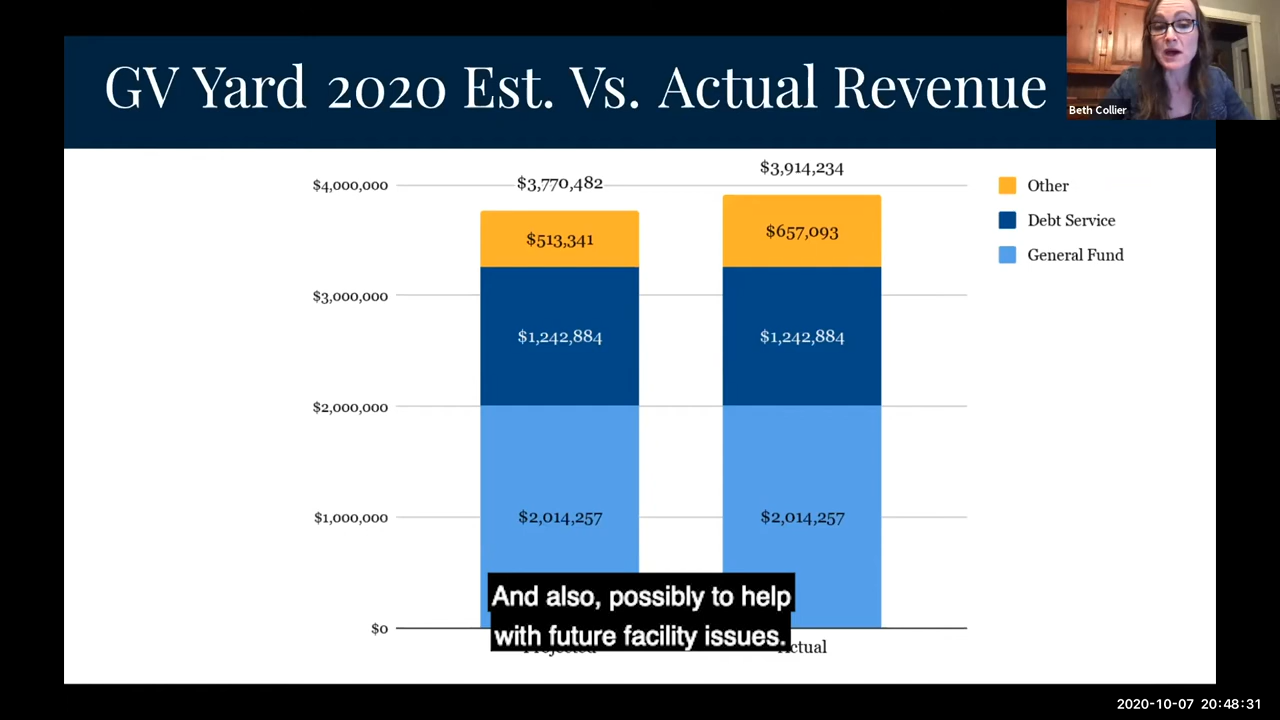 GV Yard 2020 Est. Vs. Actual Revenue
Beth Collier
$3,770,482
$3,914,234
$4,000,000
$3,000,000
$2,000,000
$1,000,000
$0
$513,341
$657,093
$1,242,884
$1,242,884
$2,014,257
$2,014,257
Other
Debt Service
General Fund
And also, possibly to help
with future facility issues.
Projected
Actual
2020-10-07 20:48:31